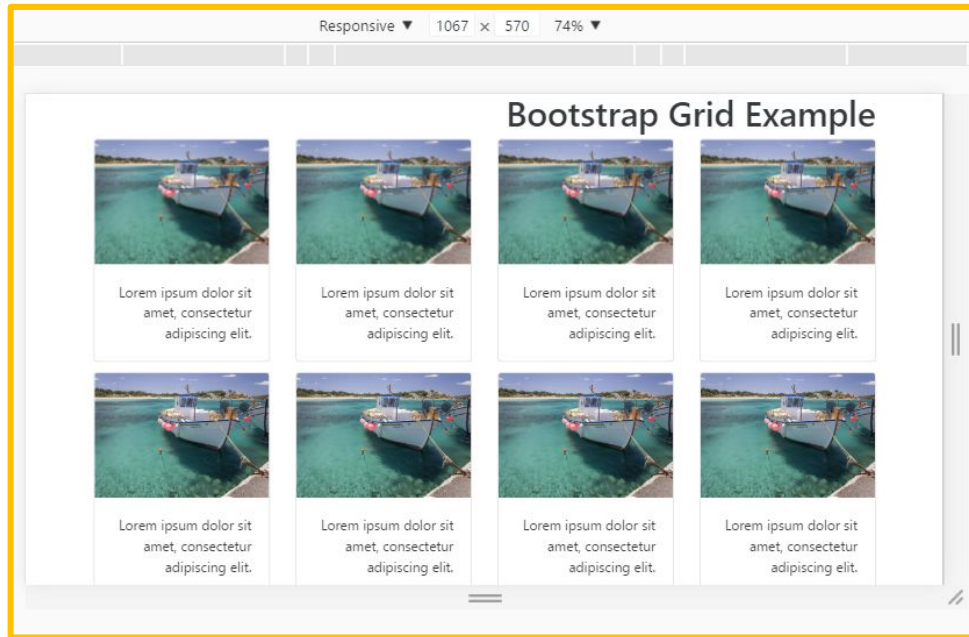 Responsive ▼ 1067 × 570 74% ▼
Bootstrap Grid Example
Lorem ipsum dolor sit
amet, consectetur
adipiscing elit.
Lorem ipsum dolor sit
amet, consectetur
adipiscing elit.
Lorem ipsum dolor sit
amet, consectetur
adipiscing elit.
Lorem ipsum dolor sit
amet, consectetur
adipiscing elit.
Lorem ipsum dolor sit
amet, consectetur
adipiscing elit.
Lorem ipsum dolor sit
amet, consectetur
adipiscing elit.
Lorem ipsum dolor sit
amet, consectetur
adipiscing elit.
Lorem ipsum dolor sit
amet, consectetur
adipiscing elit.